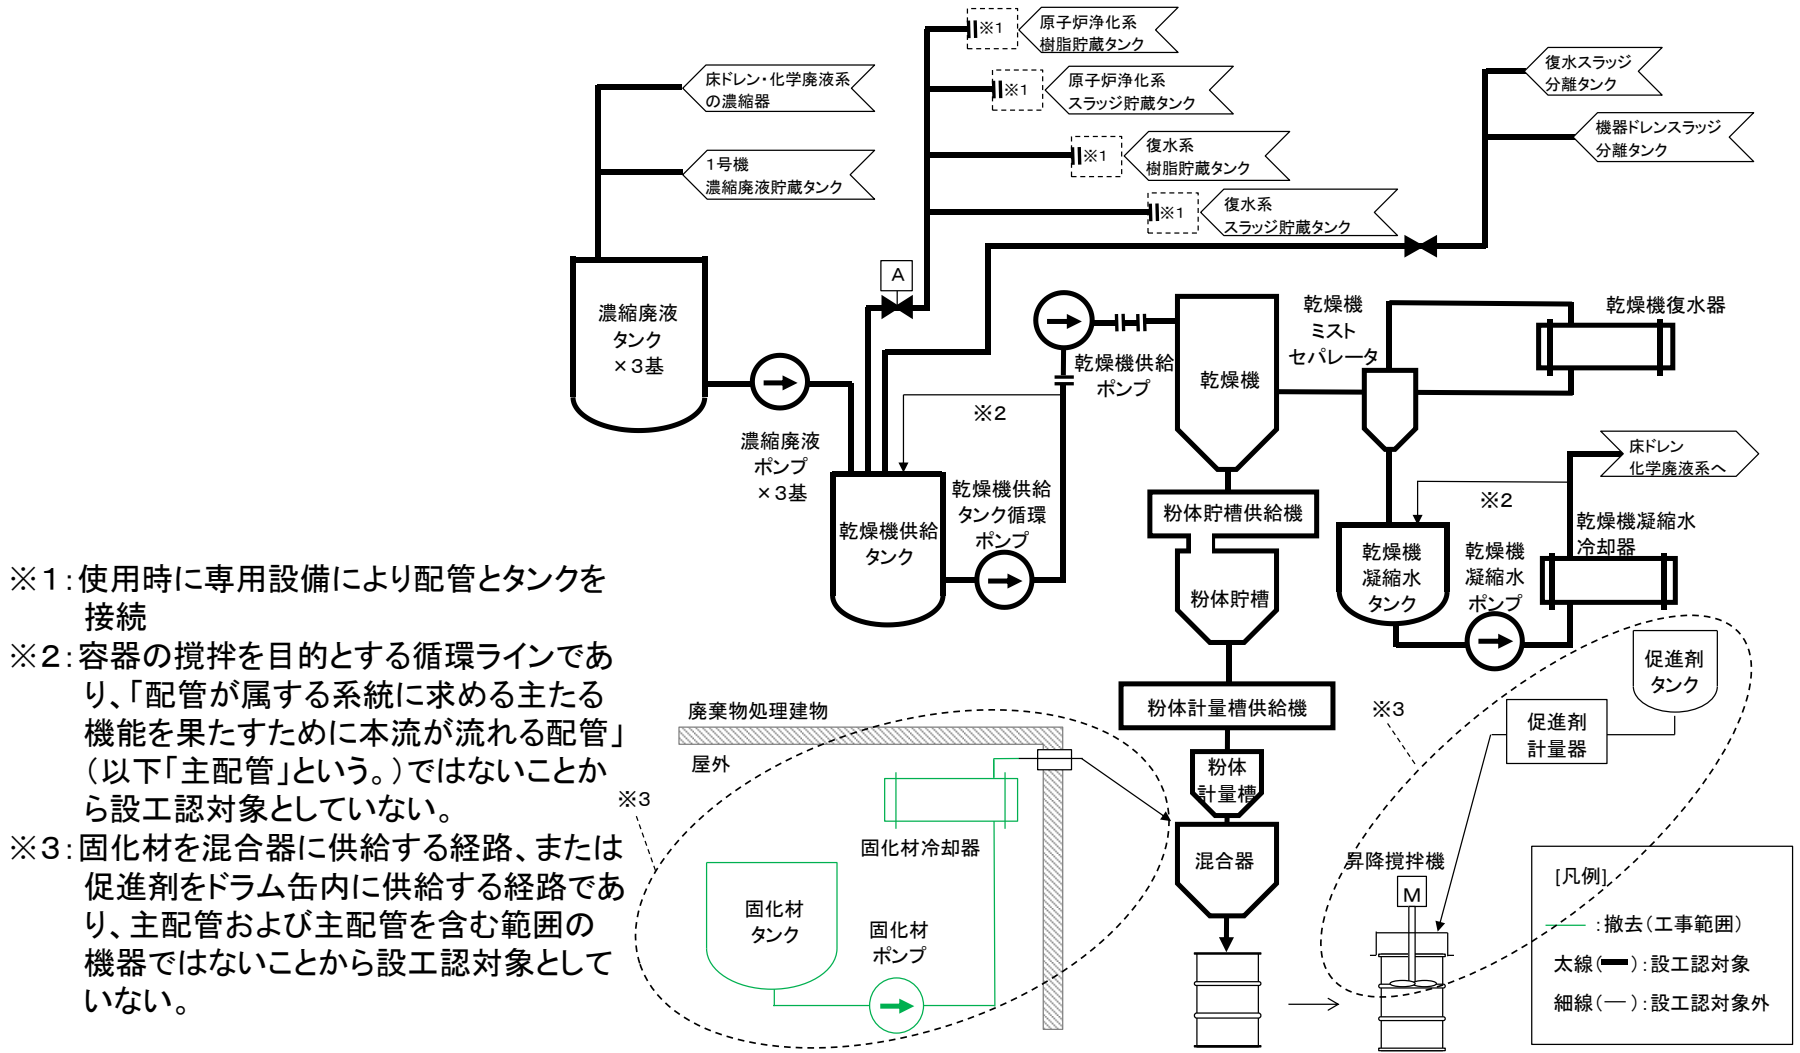 ※1
原子炉浄化系
樹脂貯蔵タンク
※1
原子炉浄化系
スラッジ貯蔵タンク
※1
復水系
樹脂貯蔵タンク
※1
復水系
スラッジ貯蔵タンク
床ドレン・化学廃液系
の濃縮器
1号機
濃縮廃液貯蔵タンク
復水スラッジ
分離タンク
機器ドレンスラッジ
分離タンク
A
濃縮廃液
タンク
×3基
濃縮廃液
ポンプ
×3基
※2
乾燥機供給
タンク
乾燥機供給
タンク循環
ポンプ
乾燥機供給
ポンプ
乾燥機
乾燥機
ミスト
セパレータ
乾燥機復水器
床ドレン
化学廃液系へ
※2
乾燥機
凝縮水
タンク
乾燥機
凝縮水
ポンプ
乾燥機凝縮水
冷却器
粉体貯槽供給機
粉体貯槽
粉体計量槽供給機
粉体
計量槽
混合器
※1:使用時に専用設備により配管とタンクを
接続
※2:容器の撹拌を目的とする循環ラインであ
り、「配管が属する系統に求める主たる
機能を果たすために本流が流れる配管」
(以下「主配管」という。)ではないことか
ら設工認対象としていない。
※3:固化材を混合器に供給する経路、または
促進剤をドラム缶内に供給する経路であ
り、主配管および主配管を含む範囲の
機器ではないことから設工認対象として
いない。
廃棄物処理建物
屋外
※3
固化材冷却器
固化材
タンク
固化材
ポンプ
※3
促進剤
タンク
促進剤
計量器
昇降撹拌機
M
[凡例]
:撤去(工事範囲)
太線(━):設工認対象
細線(─):設工認対象外